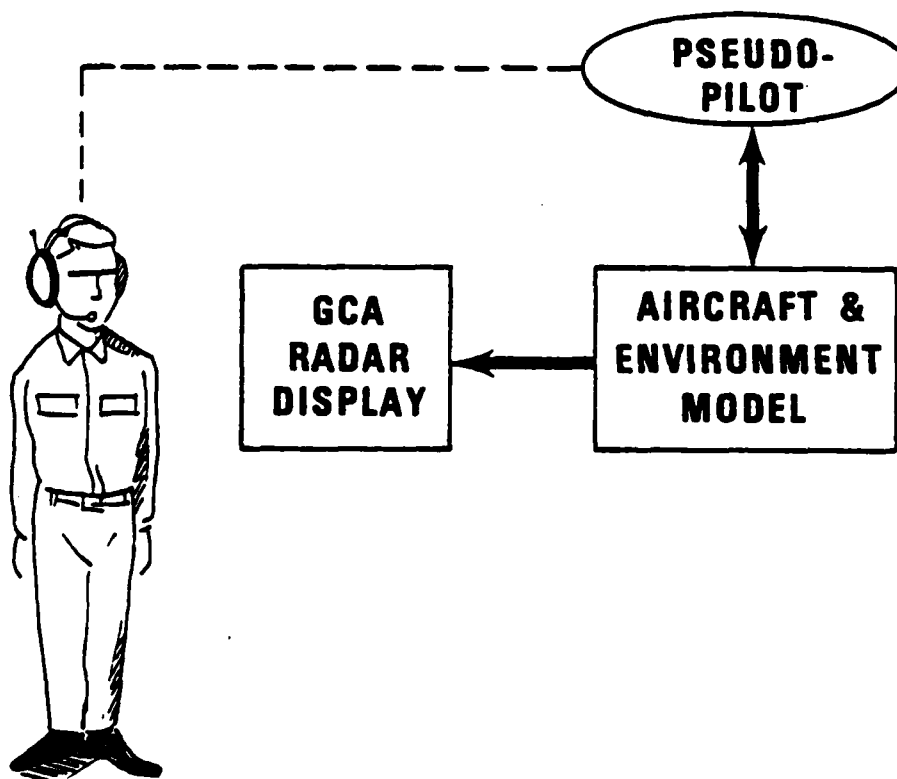 PSEUDO-
PILOT
GCA
RADAR
DISPLAY
AIRCRAFT &
ENVIRONMENT
MODEL